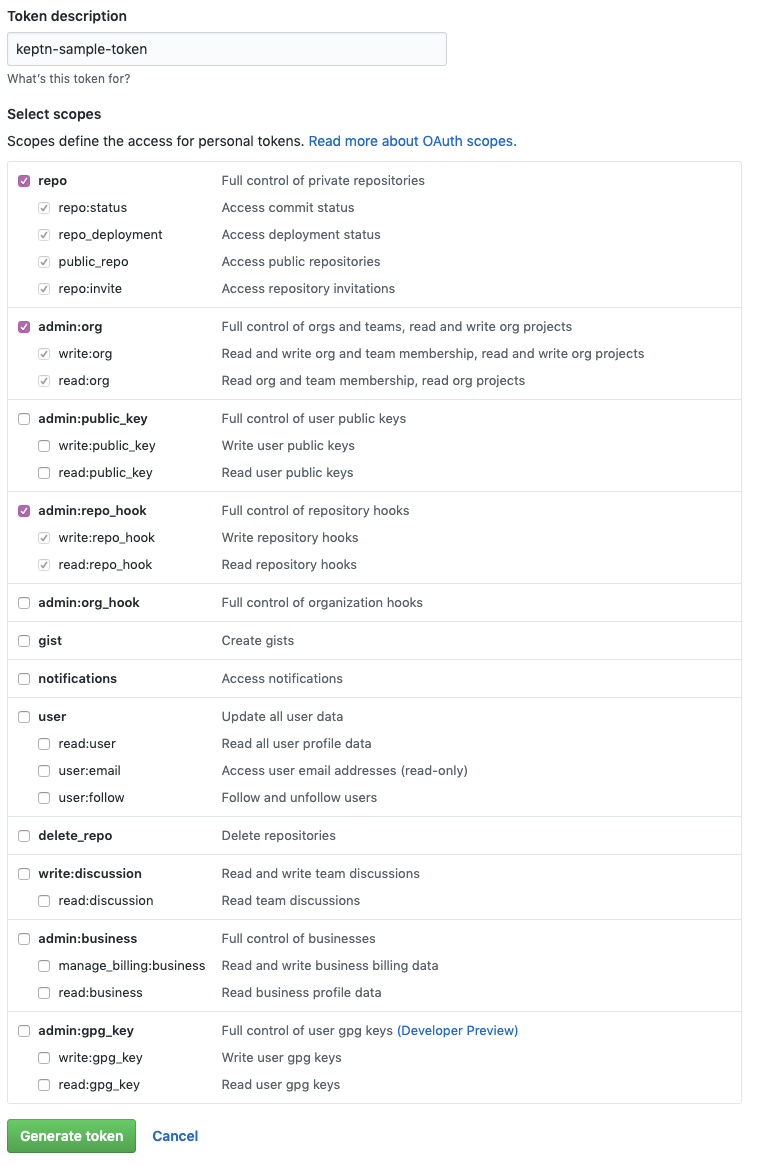 Token description
keptn-sample-token
What's this token for?
Select scopes
Scopes define the access for personal tokens. Read more about OAuth scopes.
repo Full control of private repositories
repo:status Access commit status
repo_deployment Access deployment status
public_repo Access public repositories
repo:invite Access repository invitations
admin:org Full control of orgs and teams, read and write org projects
write:org Read and write org and team membership, read and write org projects
read:org Read org and team membership, read org projects
admin:public_key Full control of user public keys
write:public_key Write user public keys
read:public_key Read user public keys
admin:repo_hook Full control of repository hooks
write:repo_hook Write repository hooks
read:repo_hook Read repository hooks
admin:org_hook Full control of organization hooks
gist Create gists
notifications Access notifications
user Update all user data
read:user Read all user profile data
user:email Access user email addresses (read-only)
user:follow Follow and unfollow users
delete_repo Delete repositories
write:discussion Read and write team discussions
read:discussion Read team discussions
admin:business Full control of businesses
manage_billing:business Read and write business billing data
read:business Read business profile data
admin:gpg_key Full control of user gpg keys (Developer Preview)
write:gpg_key Write user gpg keys
read:gpg_key Read user gpg keys
Generate token Cancel